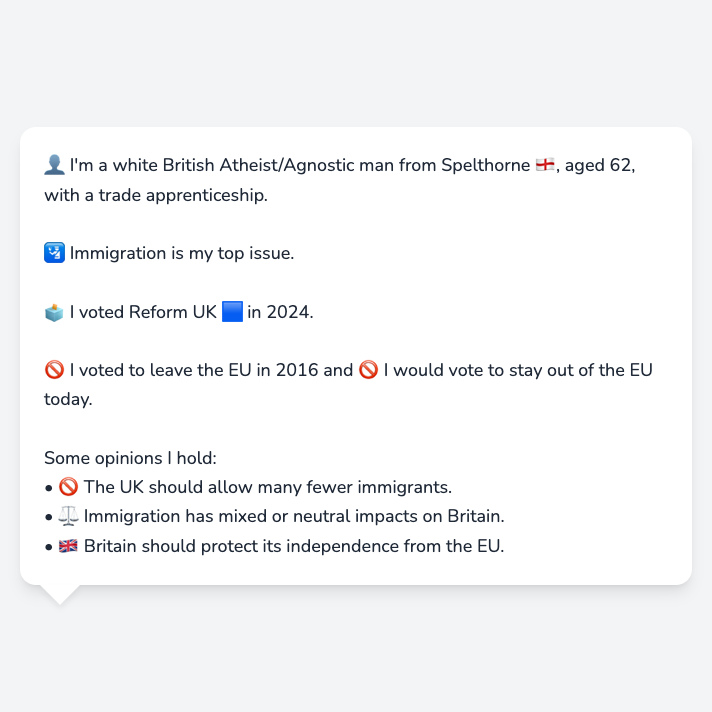 👤 I'm a white British Atheist/Agnostic man from Spelthorne 🏴󠁧󠁢󠁥󠁮󠁧󠁿, aged 62,
with a trade apprenticeship.
🛂 Immigration is my top issue.
🗳️ I voted Reform UK 🟦 in 2024.
🚫 I voted to leave the EU in 2016 and 🚫 I would vote to stay out of the EU
today.
Some opinions I hold:
• 🚫 The UK should allow many fewer immigrants.
• ⚖️ Immigration has mixed or neutral impacts on Britain.
• 🇬🇧 Britain should protect its independence from the EU.